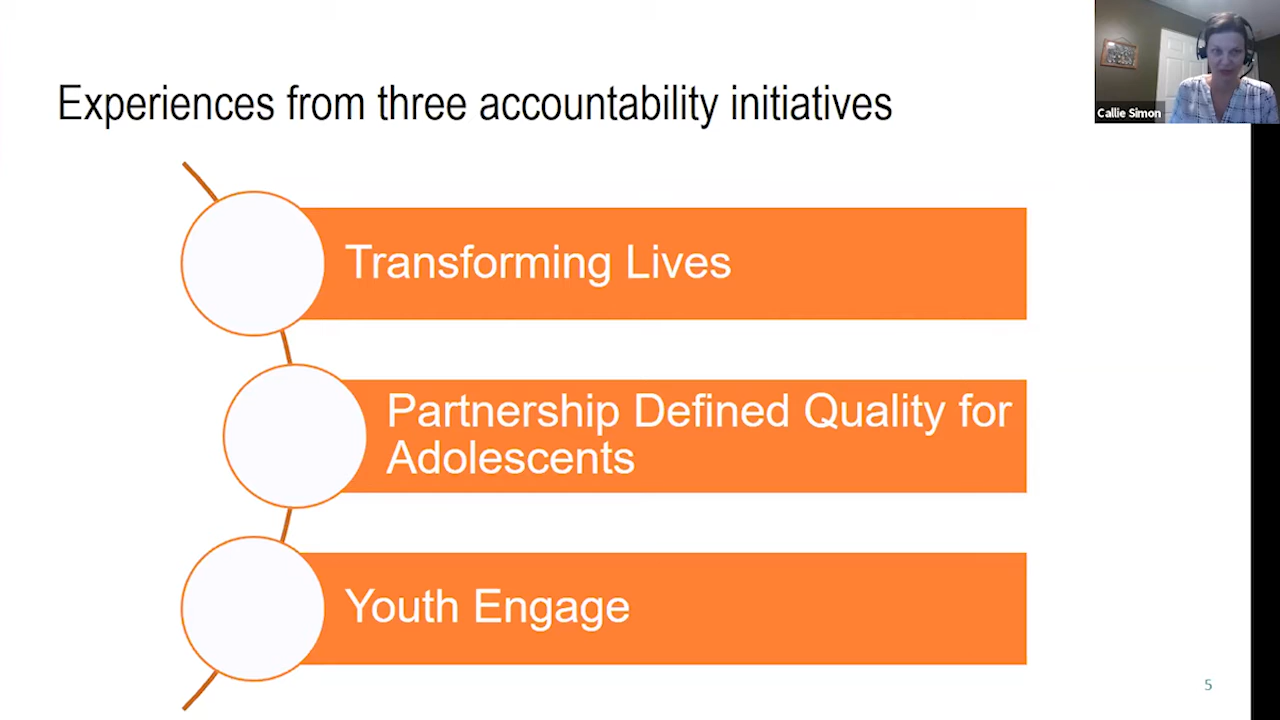 Experiences from three accountability initiatives
Callie Simon
Transforming Lives
Partnership Defined Quality for
Adolescents
Youth Engage
5